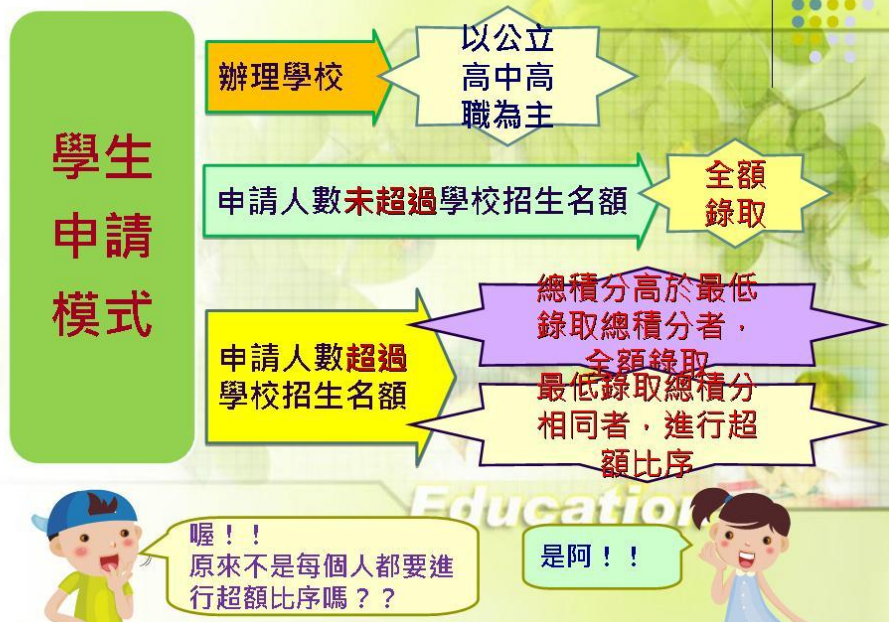 學生
申請
模式
辦理學校
以公立
高中高
職為主
申請人數未超過學校招生名額
全額
錄取
申請人數超過
學校招生名額
總積分高於最低
錄取總積分者，
全額錄取
最低錄取總積分
相同者，進行超
額比序
Education
喔！！
原來不是每個人都要進
行超額比序嗎？？
是阿！！